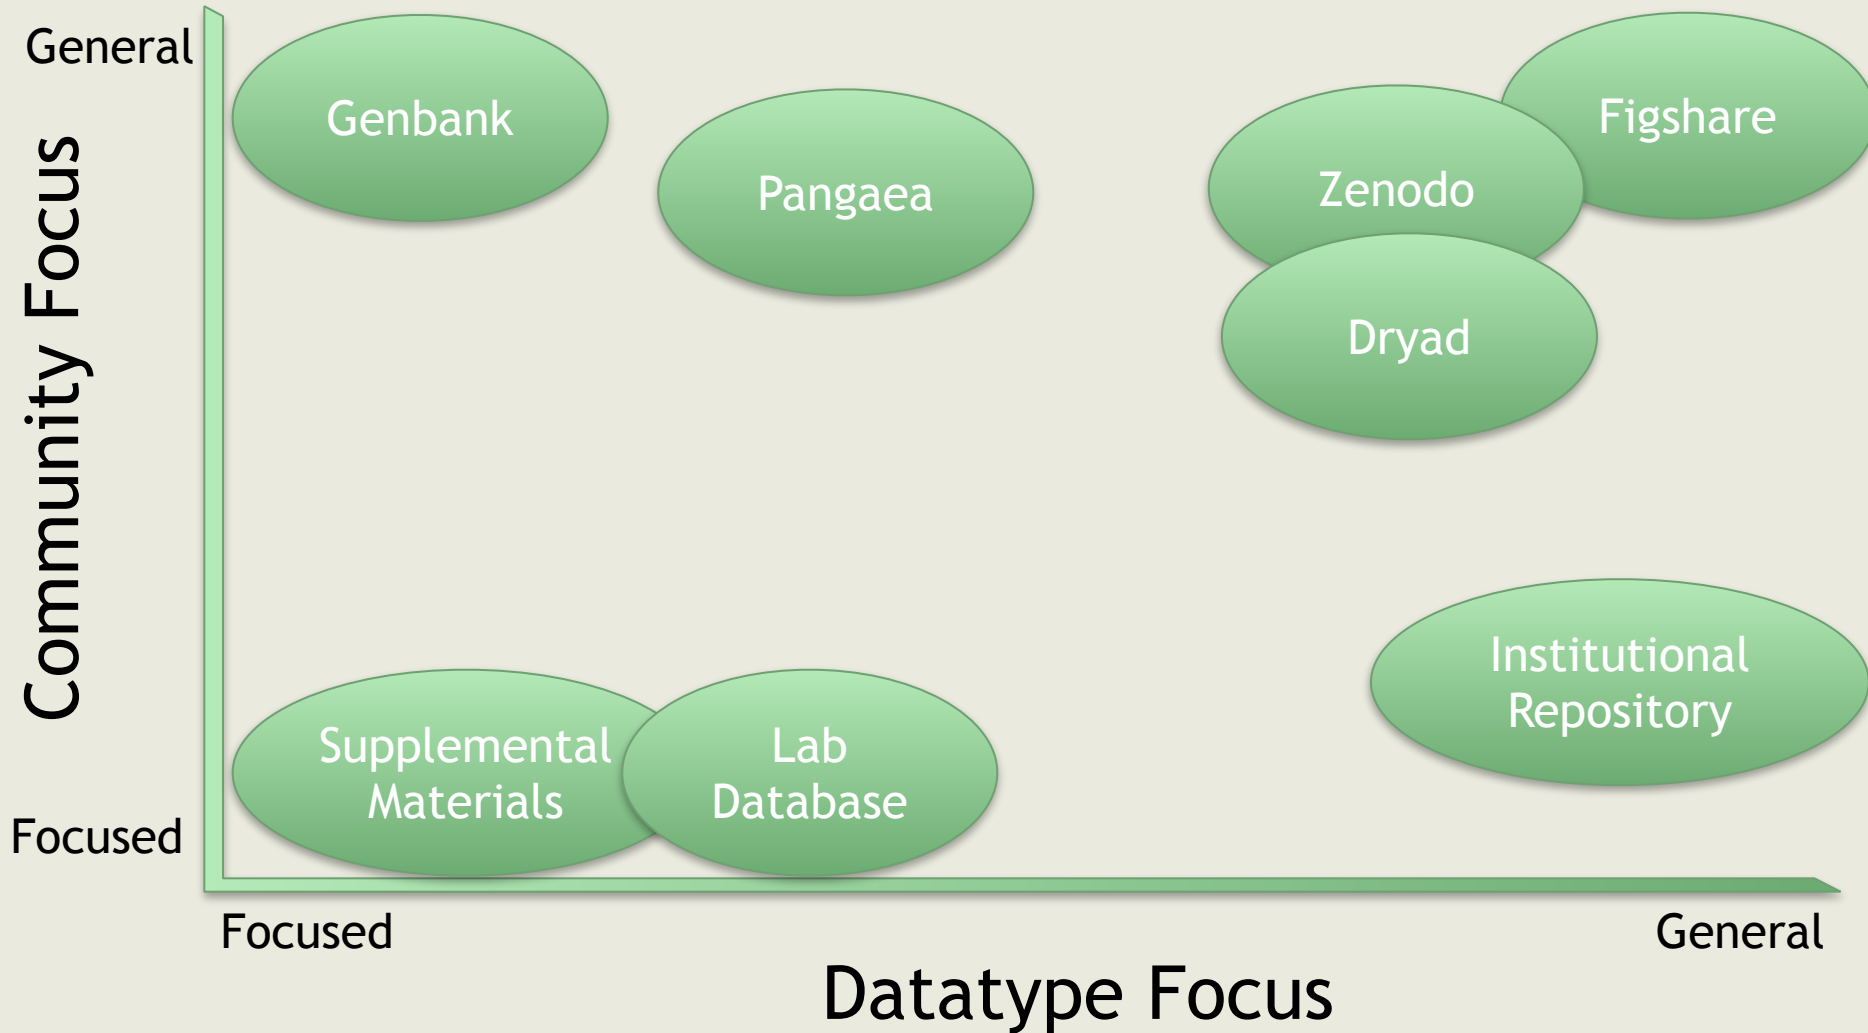 General
Community Focus
Focused
Genbank
Pangaea
Zenodo
Figshare
Dryad
Institutional
Repository
Supplemental
Materials
Lab
Database
Focused
General
Datatype Focus